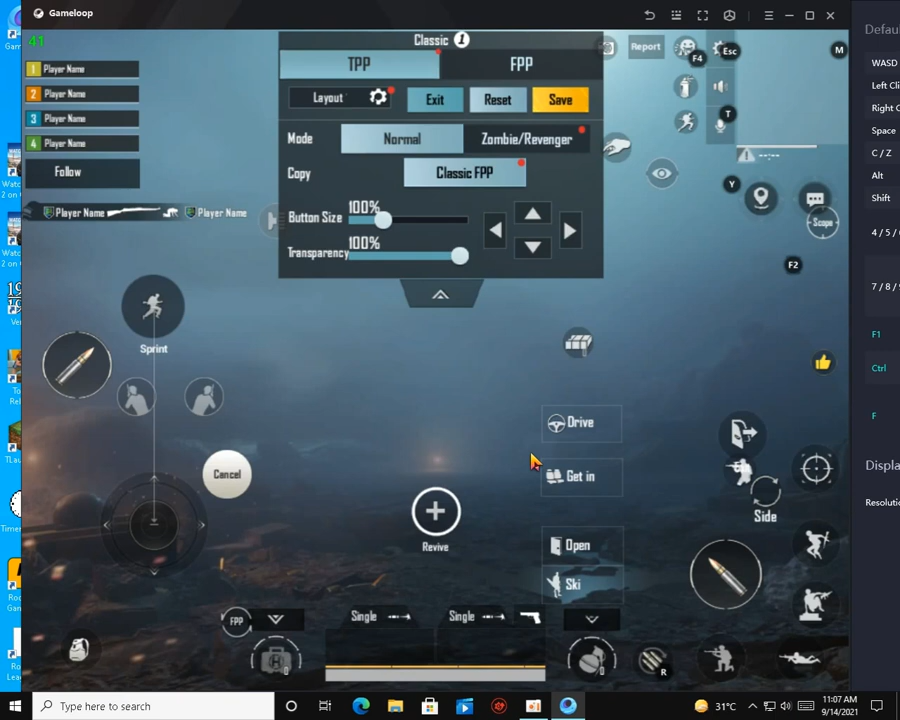 Gameloop
41
Classic 1
TPP
FPP
Layout
Exit
Reset
Save
Mode
Normal
Zombie/Revenger
Copy
Classic FPP
Button Size
100%
Transparency
100%
1 Player Name
2 Player Name
3 Player Name
4 Player Name
Follow
Player Name
Player Name
Report
F4
Esc
M
T
Y
Scope
F2
Sprint
Cancel
Drive
Get in
Revive
Open
Ski
Side
FPP
Single
Single
R
Defau
WASD
Left Cli
Right C
Space
C / Z
Alt
Shift
4 / 5 /
7 / 8 /
F1
Ctrl
F
Displa
Resoluti
Type here to search
31°C
11:07 AM
9/14/2021